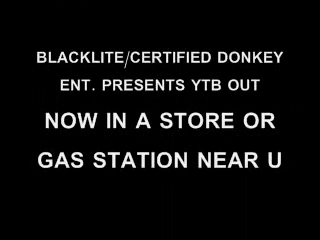 BLACKLITE/CERTIFIED DONKEY
ENT. PRESENTS YTB OUT
NOW IN A STORE OR
GAS STATION NEAR U